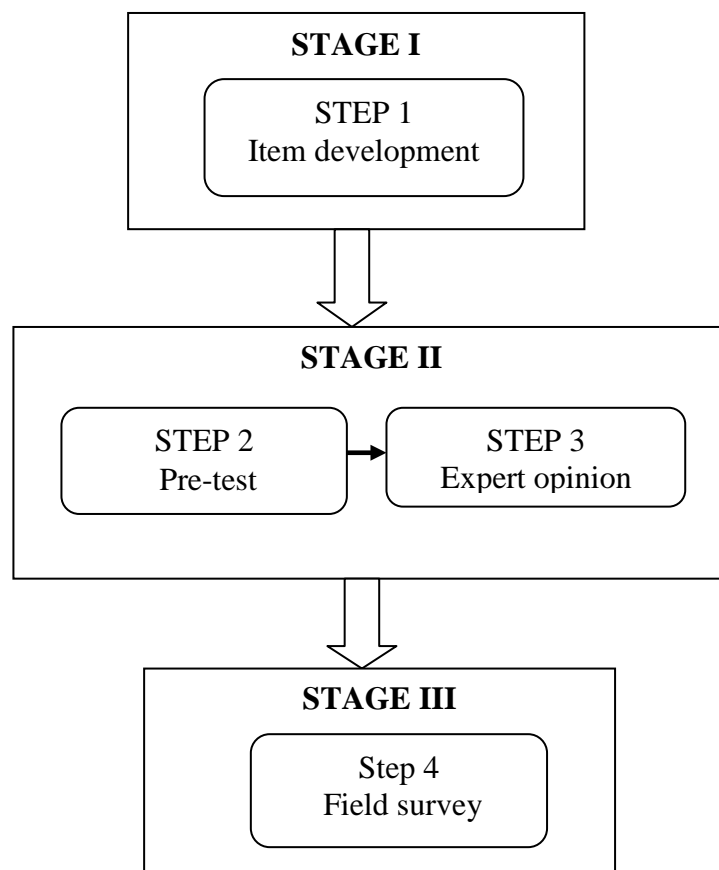 STAGE I
STEP 1
Item development
STAGE II
STEP 2
Pre-test
STEP 3
Expert opinion
STAGE III
Step 4
Field survey